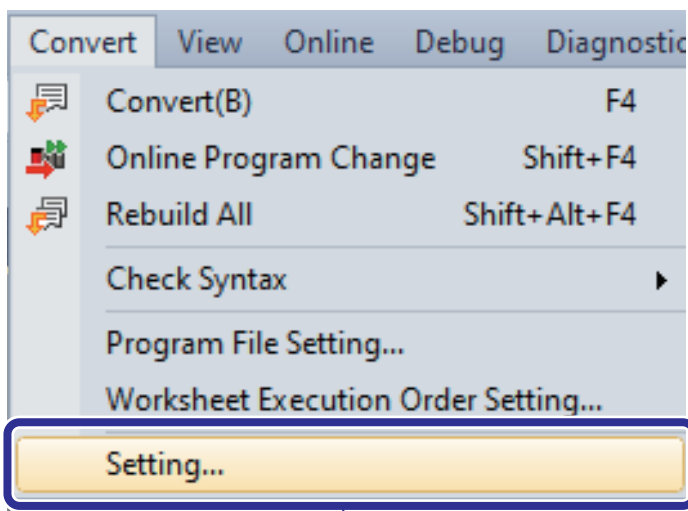 Convert View Online Debug Diagnostic
Convert(B) F4
Online Program Change Shift+F4
Rebuild All Shift+Alt+F4
Check Syntax
Program File Setting...
Worksheet Execution Order Setting...
Setting...